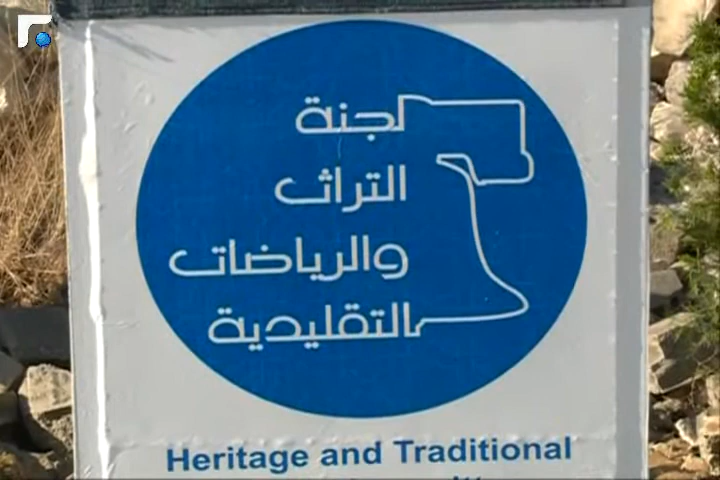 لجنة
التراث
والرياضات
التقليدية
Heritage and Traditional